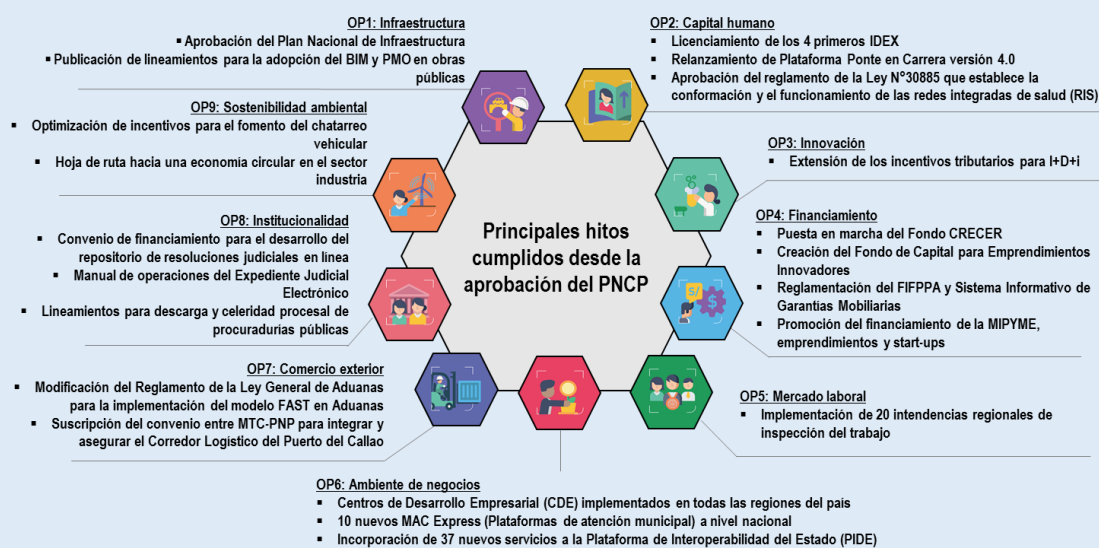 OP1: Infraestructura
▪ Aprobación del Plan Nacional de Infraestructura
▪ Publicación de lineamientos para la adopción del BIM y PMO en obras
públicas
OP2: Capital humano
▪ Licenciamiento de los 4 primeros IDEX
▪ Relanzamiento de Plataforma Ponte en Carrera versión 4.0
▪ Aprobación del reglamento de la Ley N°30885 que establece la
conformación y el funcionamiento de las redes integradas de salud (RIS)
OP3: Innovación
▪ Extensión de los incentivos tributarios para I+D+i
OP4: Financiamiento
▪ Puesta en marcha del Fondo CRECER
▪ Creación del Fondo de Capital para Emprendimientos
Innovadores
▪ Reglamentación del FIFPPA y Sistema Informativo de
Garantías Mobiliarias
▪ Promoción del financiamiento de la MIPYME,
emprendimientos y start-ups
OP5: Mercado laboral
▪ Implementación de 20 intendencias regionales de
inspección del trabajo
OP6: Ambiente de negocios
▪ Centros de Desarrollo Empresarial (CDE) implementados en todas las regiones del país
▪ 10 nuevos MAC Express (Plataformas de atención municipal) a nivel nacional
▪ Incorporación de 37 nuevos servicios a la Plataforma de Interoperabilidad del Estado (PIDE)
OP7: Comercio exterior
▪ Modificación del Reglamento de la Ley General de Aduanas
para la implementación del modelo FAST en Aduanas
▪ Suscripción del convenio entre MTC-PNP para integrar y
asegurar el Corredor Logístico del Puerto del Callao
OP8: Institucionalidad
▪ Convenio de financiamiento para el desarrollo del
repositorio de resoluciones judiciales en línea
▪ Manual de operaciones del Expediente Judicial
Electrónico
▪ Lineamientos para descarga y celeridad procesal de
procuradurías públicas
OP9: Sostenibilidad ambiental
▪ Optimización de incentivos para el fomento del chatarreo
vehicular
▪ Hoja de ruta hacia una economía circular en el sector
industria
Principales hitos
cumplidos desde la
aprobación del PNCP
S/
$